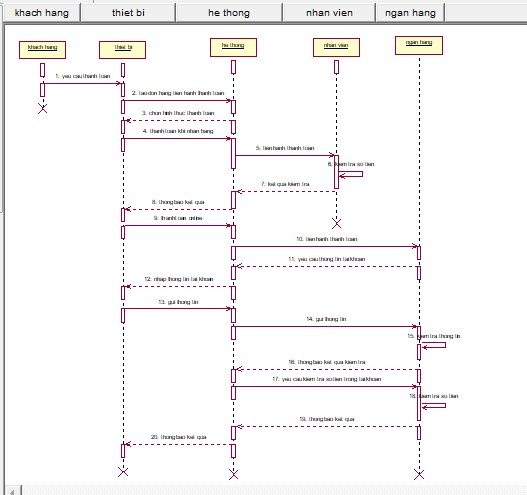 khach hang
thiet bi
he thong
nhan vien
ngan hang
khach hang
thiet bi
he thong
nhan vien
ngan hang
1. yeu cau thanh toan
2. tao don hang tien hanh thanh toan
3. chon hinh thuc thanh toan
4. thanh toan khi nhan hang
5. tien hanh thanh toan
6. kiem tra so tien
7. ket qua kiem tra
8. thong bao ket qua
9. thanh toan online
10. tien hanh thanh toan
11. yeu cau thong tin tai khoan
12. nhap thong tin tai khoan
13. gui thong tin
14. gui thong tin
15. kiem tra thong tin
16. thong bao ket qua kiem tra
17. yeu cau kiem tra so tien trong tai khoan
18. kiem tra so tien
19. thong bao ket qua
20. thong bao ket qua